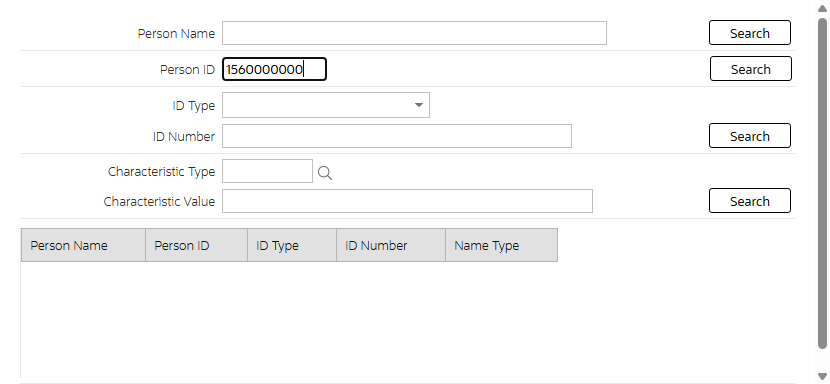 Person Name Search
Person ID 1560000000 Search
ID Type
ID Number Search
Characteristic Type
Characteristic Value Search
Person Name Person ID ID Type ID Number Name Type